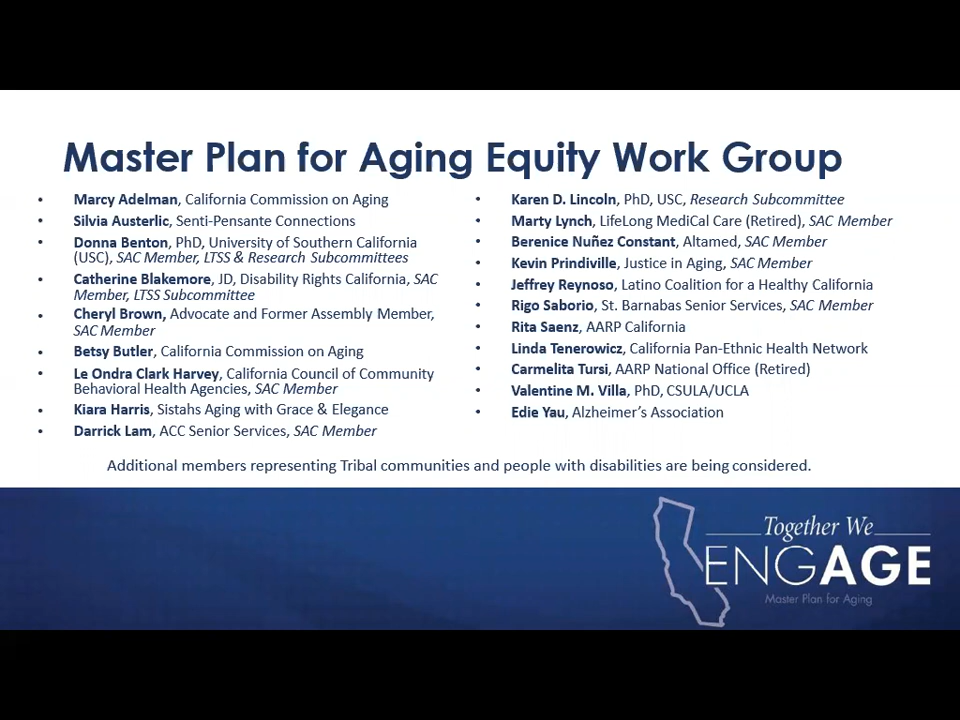 Master Plan for Aging Equity Work Group
• Marcy Adelman, California Commission on Aging
• Silvia Austerlic, Senti-Pensante Connections
• Donna Benton, PhD, University of Southern California
(USC), SAC Member, LTSS & Research Subcommittees
• Catherine Blakemore, JD, Disability Rights California, SAC
Member, LTSS Subcommittee
• Cheryl Brown, Advocate and Former Assembly Member,
SAC Member
• Betsy Butler, California Commission on Aging
• Le Ondra Clark Harvey, California Council of Community
Behavioral Health Agencies, SAC Member
• Kiara Harris, Sistahs Aging with Grace & Elegance
• Darrick Lam, ACC Senior Services, SAC Member
• Karen D. Lincoln, PhD, USC, Research Subcommittee
• Marty Lynch, LifeLong MediCal Care (Retired), SAC Member
• Berenice Nuñez Constant, Altamed, SAC Member
• Kevin Prindiville, Justice in Aging, SAC Member
• Jeffrey Reynoso, Latino Coalition for a Healthy California
• Rigo Saborio, St. Barnabas Senior Services, SAC Member
• Rita Saenz, AARP California
• Linda Tenerowicz, California Pan-Ethnic Health Network
• Carmelita Tursi, AARP National Office (Retired)
• Valentine M. Villa, PhD, CSULA/UCLA
• Edie Yau, Alzheimer's Association
Additional members representing Tribal communities and people with disabilities are being considered.
Together We
ENGAGE
Master Plan for Aging